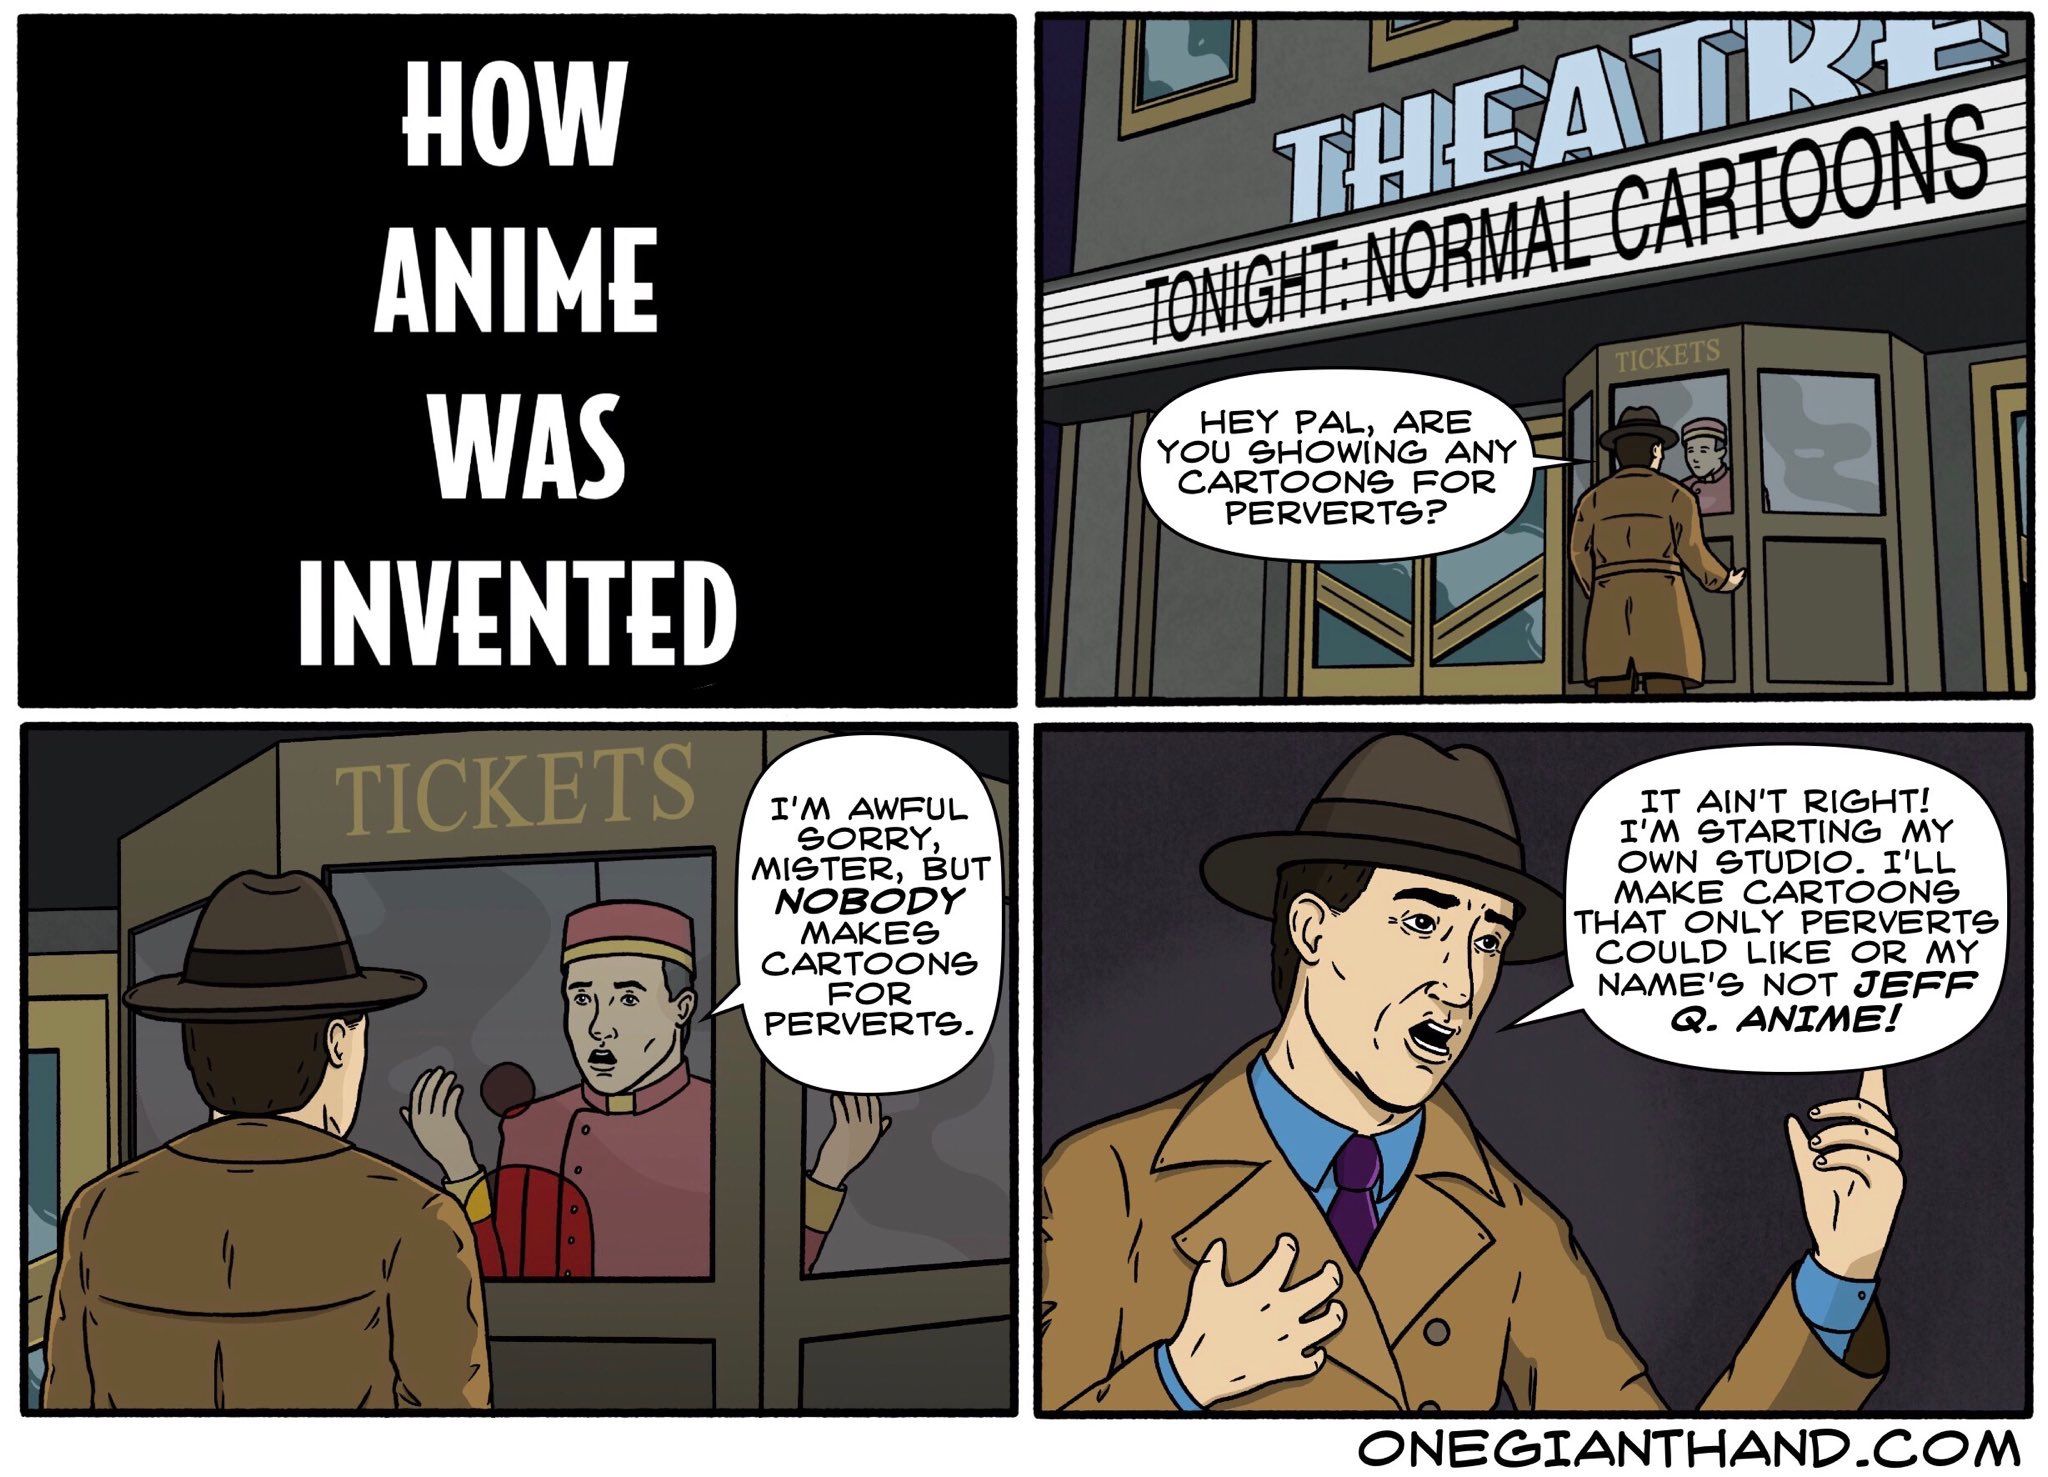 HOW
ANIME
WAS
INVENTED
THEATRE
TONIGHT: NORMAL CARTOONS
TICKETS
HEY PAL, ARE
YOU SHOWING ANY
CARTOONS FOR
PERVERTS?
TICKETS
I'M AWFUL
SORRY,
MISTER, BUT
NOBODY
MAKES
CARTOONS
FOR
PERVERTS.
IT AIN'T RIGHT!
I'M STARTING MY
OWN STUDIO. I'LL
MAKE CARTOONS
THAT ONLY PERVERTS
COULD LIKE OR MY
NAME'S NOT JEFF
Q. ANIME!
ONEGIANTHAND.COM